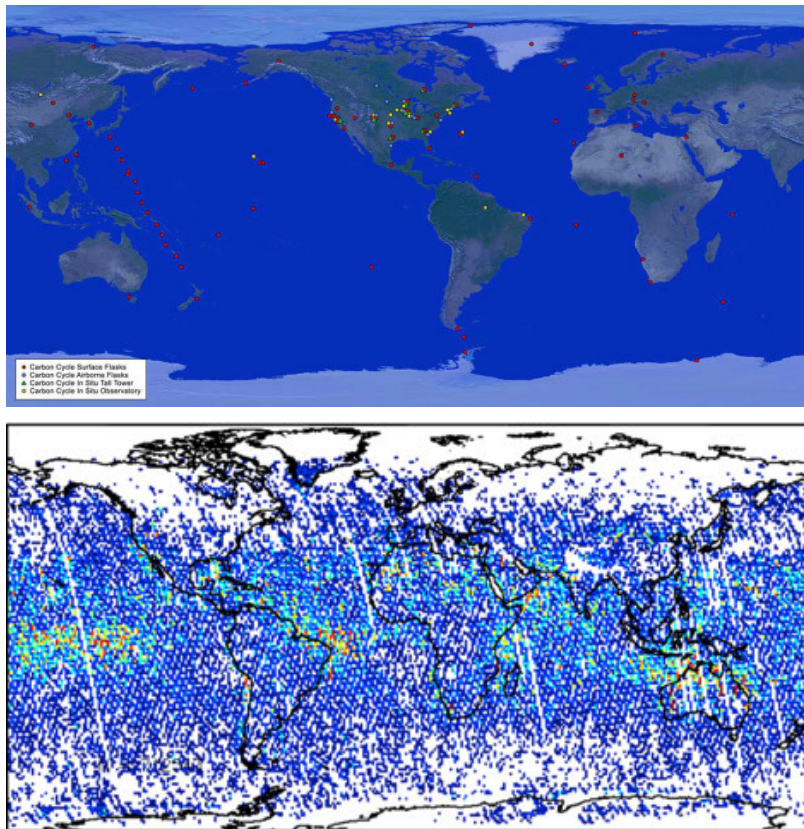 Carbon Cycle Surface Flasks
Carbon Cycle Airborne Flasks
Carbon Cycle In Situ Tall Tower
Carbon Cycle In Situ Observatory